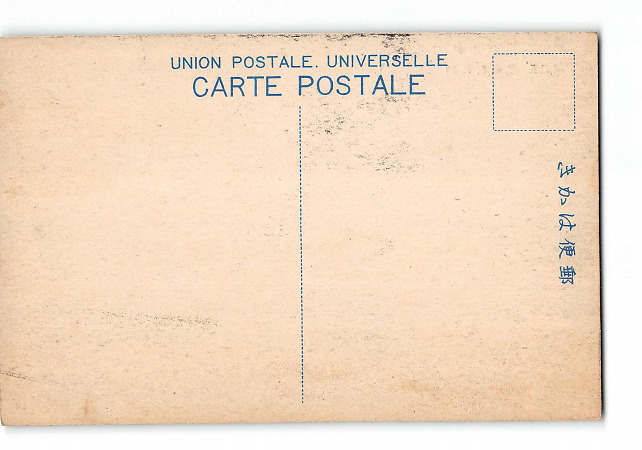 UNION POSTALE. UNIVERSELLE
CARTE POSTALE
きかは便郵